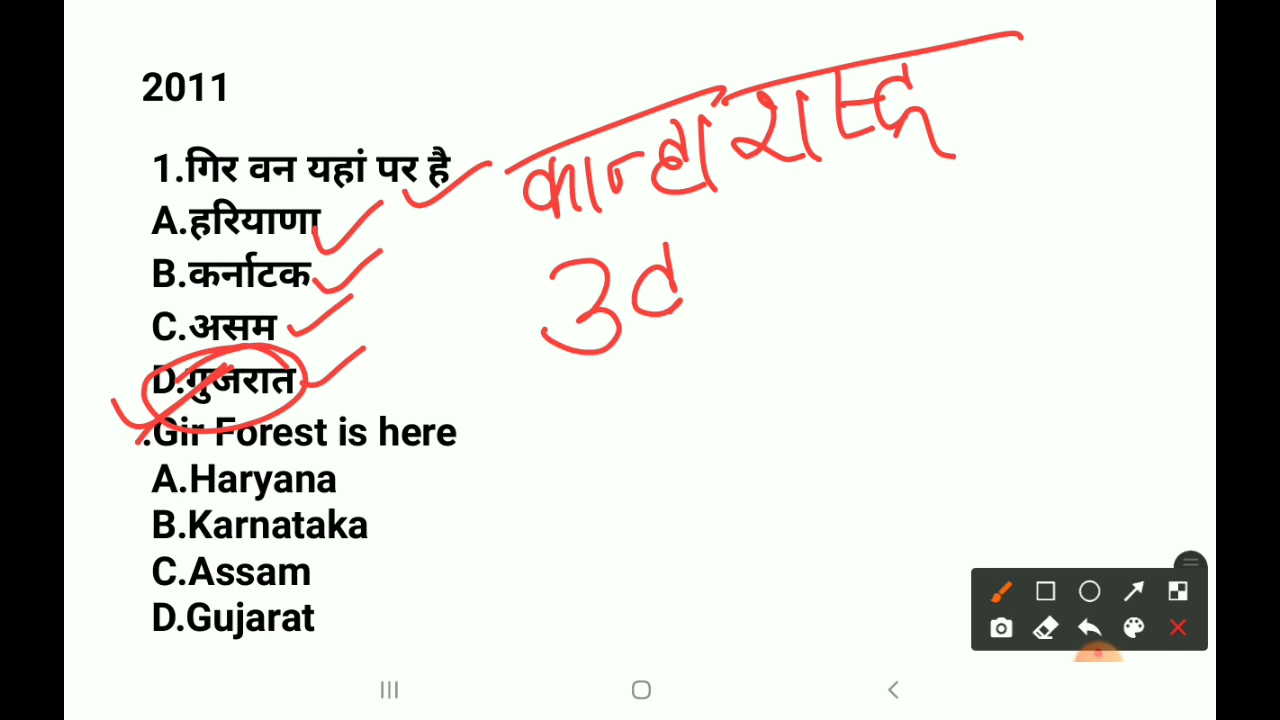 2011
1.गिर वन यहां पर है
A.हरियाणा
B.कर्नाटक
C.असम
D.गुजरात
.Gir Forest is here
A.Haryana
B.Karnataka
C.Assam
D.Gujarat
कान्हा